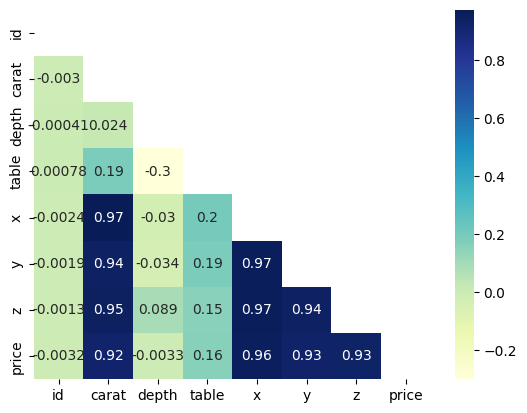 id
carat -0.003
depth -0.00041 0.024
table -0.00078 0.19 -0.3
x -0.0024 0.97 -0.03 0.2
y -0.0019 0.94 -0.034 0.19 0.97
z -0.0013 0.95 0.089 0.15 0.97 0.94
price -0.0032 0.92 -0.0033 0.16 0.96 0.93 0.93
id carat depth table x y z price
0.8
0.6
0.4
0.2
0.0
−0.2